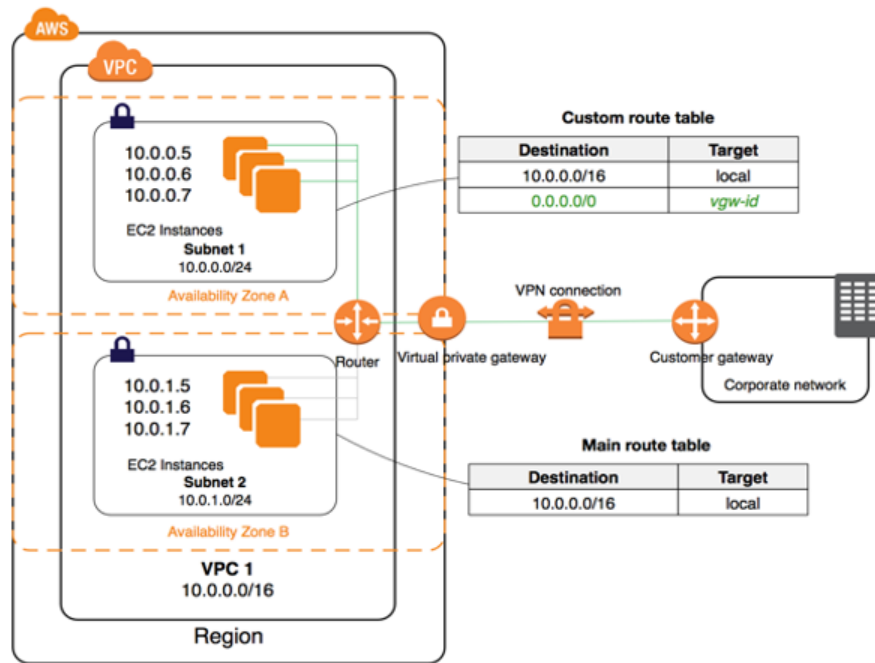 AWS
VPC
10.0.0.5
10.0.0.6
10.0.0.7
EC2 Instances
Subnet 1
10.0.0.0/24
Availability Zone A
Custom route table
Destination Target
10.0.0.0/16 local
0.0.0.0/0 vgw-id
Router
Virtual private gateway
VPN connection
Customer gateway
Corporate network
10.0.1.5
10.0.1.6
10.0.1.7
EC2 Instances
Subnet 2
10.0.1.0/24
Availability Zone B
Main route table
Destination Target
10.0.0.0/16 local
VPC 1
10.0.0.0/16
Region